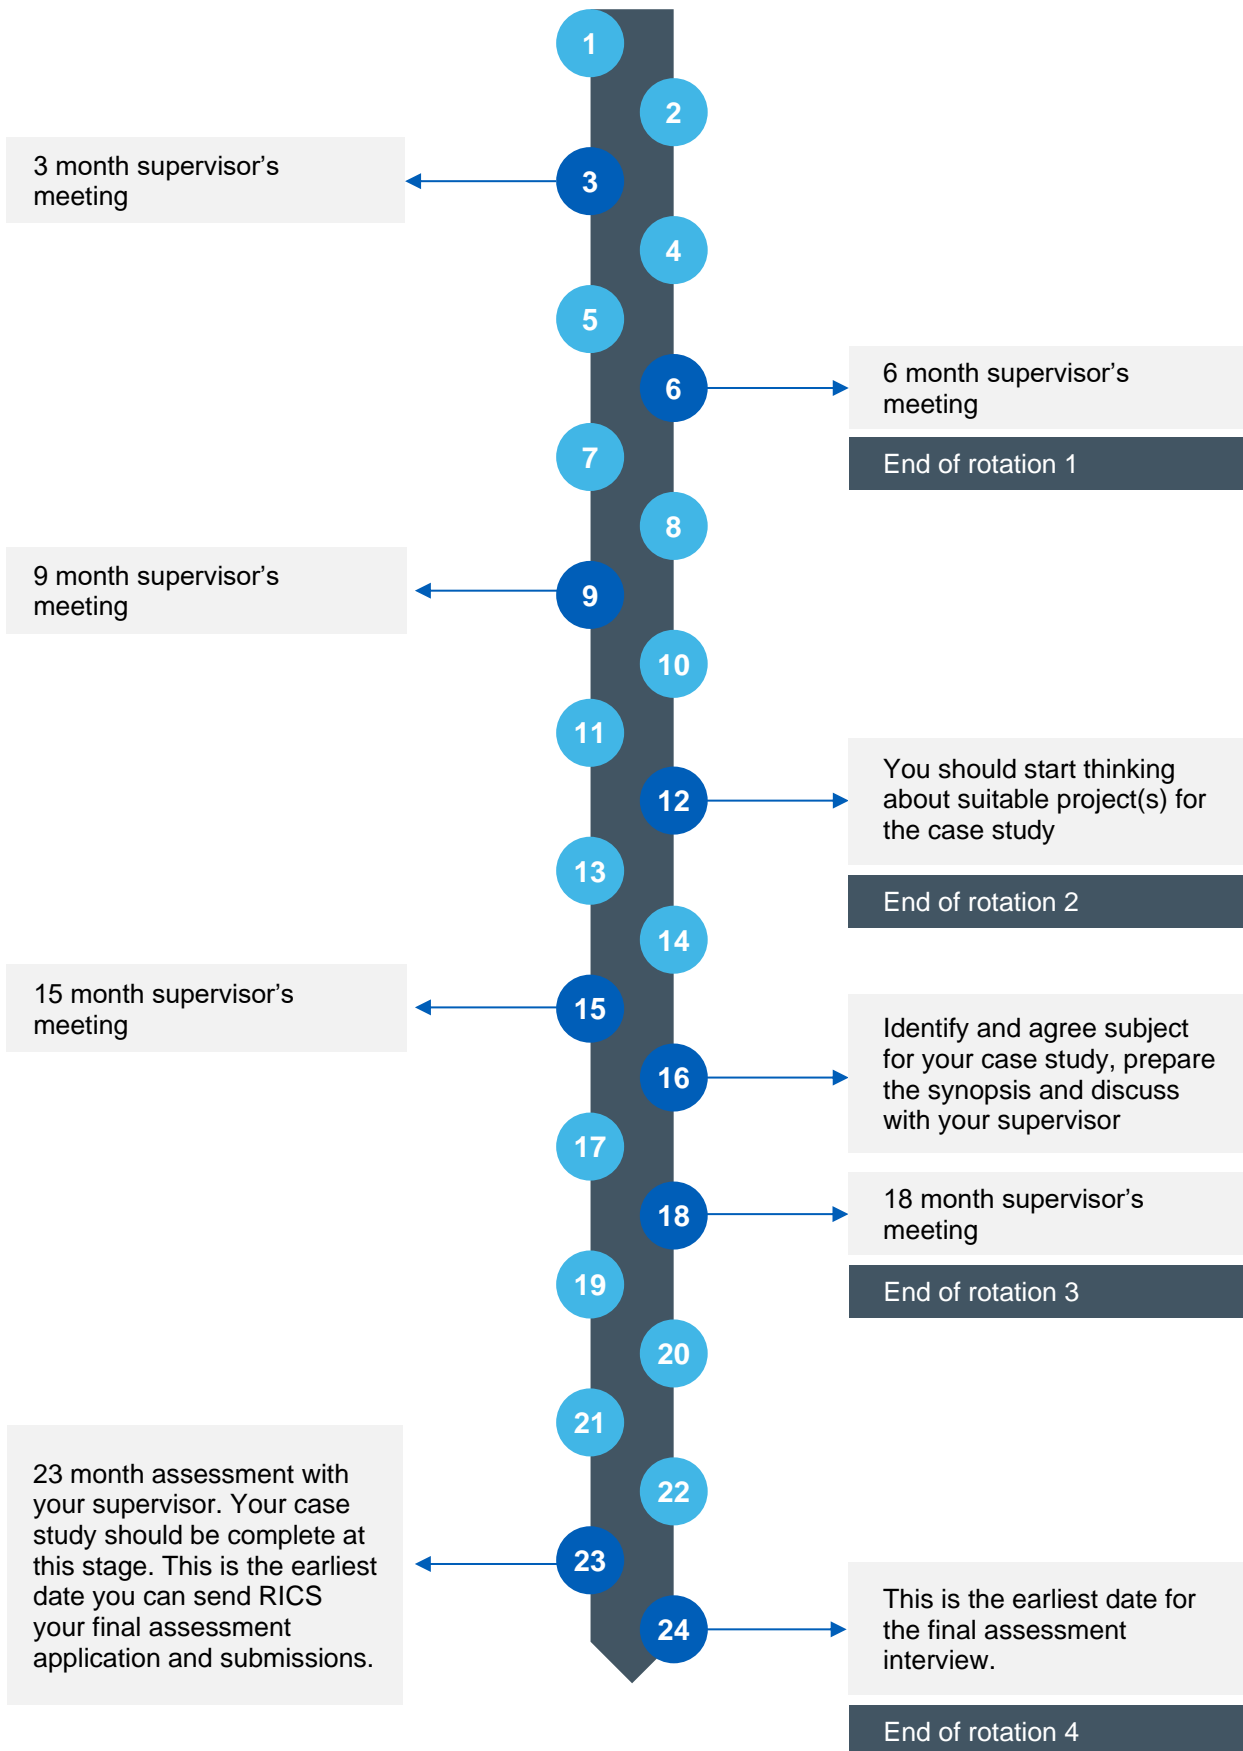 1
2
3 month supervisor’s
meeting
3
4
5
6
6 month supervisor’s
meeting
End of rotation 1
7
8
9 month supervisor’s
meeting
9
10
11
12
You should start thinking
about suitable project(s) for
the case study
End of rotation 2
13
14
15 month supervisor’s
meeting
15
16
Identify and agree subject
for your case study, prepare
the synopsis and discuss
with your supervisor
17
18
18 month supervisor’s
meeting
End of rotation 3
19
20
21
22
23 month assessment with
your supervisor. Your case
study should be complete at
this stage. This is the earliest
date you can send RICS
your final assessment
application and submissions.
23
24
This is the earliest date for
the final assessment
interview.
End of rotation 4